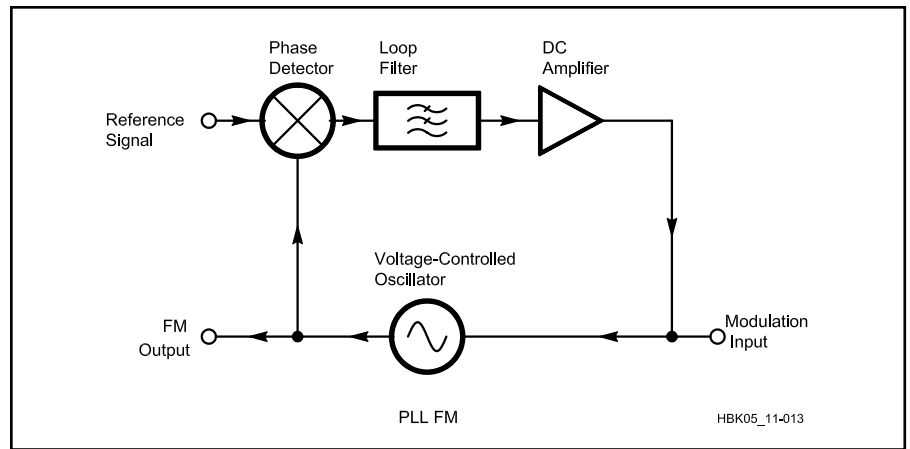 Phase
Detector
Loop
Filter
DC
Amplifier
Reference
Signal
Voltage-Controlled
Oscillator
FM
Output
Modulation
Input
PLL FM
HBK05_11-013